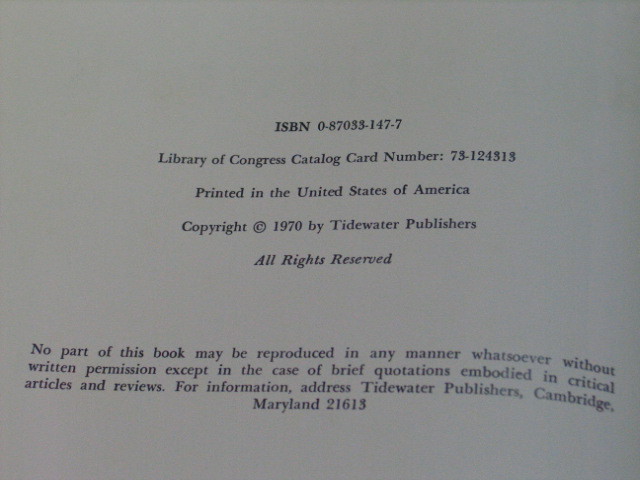 ISBN 0-87033-147-7
Library of Congress Catalog Card Number: 73-124313
Printed in the United States of America
Copyright © 1970 by Tidewater Publishers
All Rights Reserved
No part of this book may be reproduced in any manner whatsoever without
written permission except in the case of brief quotations embodied in critical
articles and reviews. For information, address Tidewater Publishers, Cambridge,
Maryland 21613